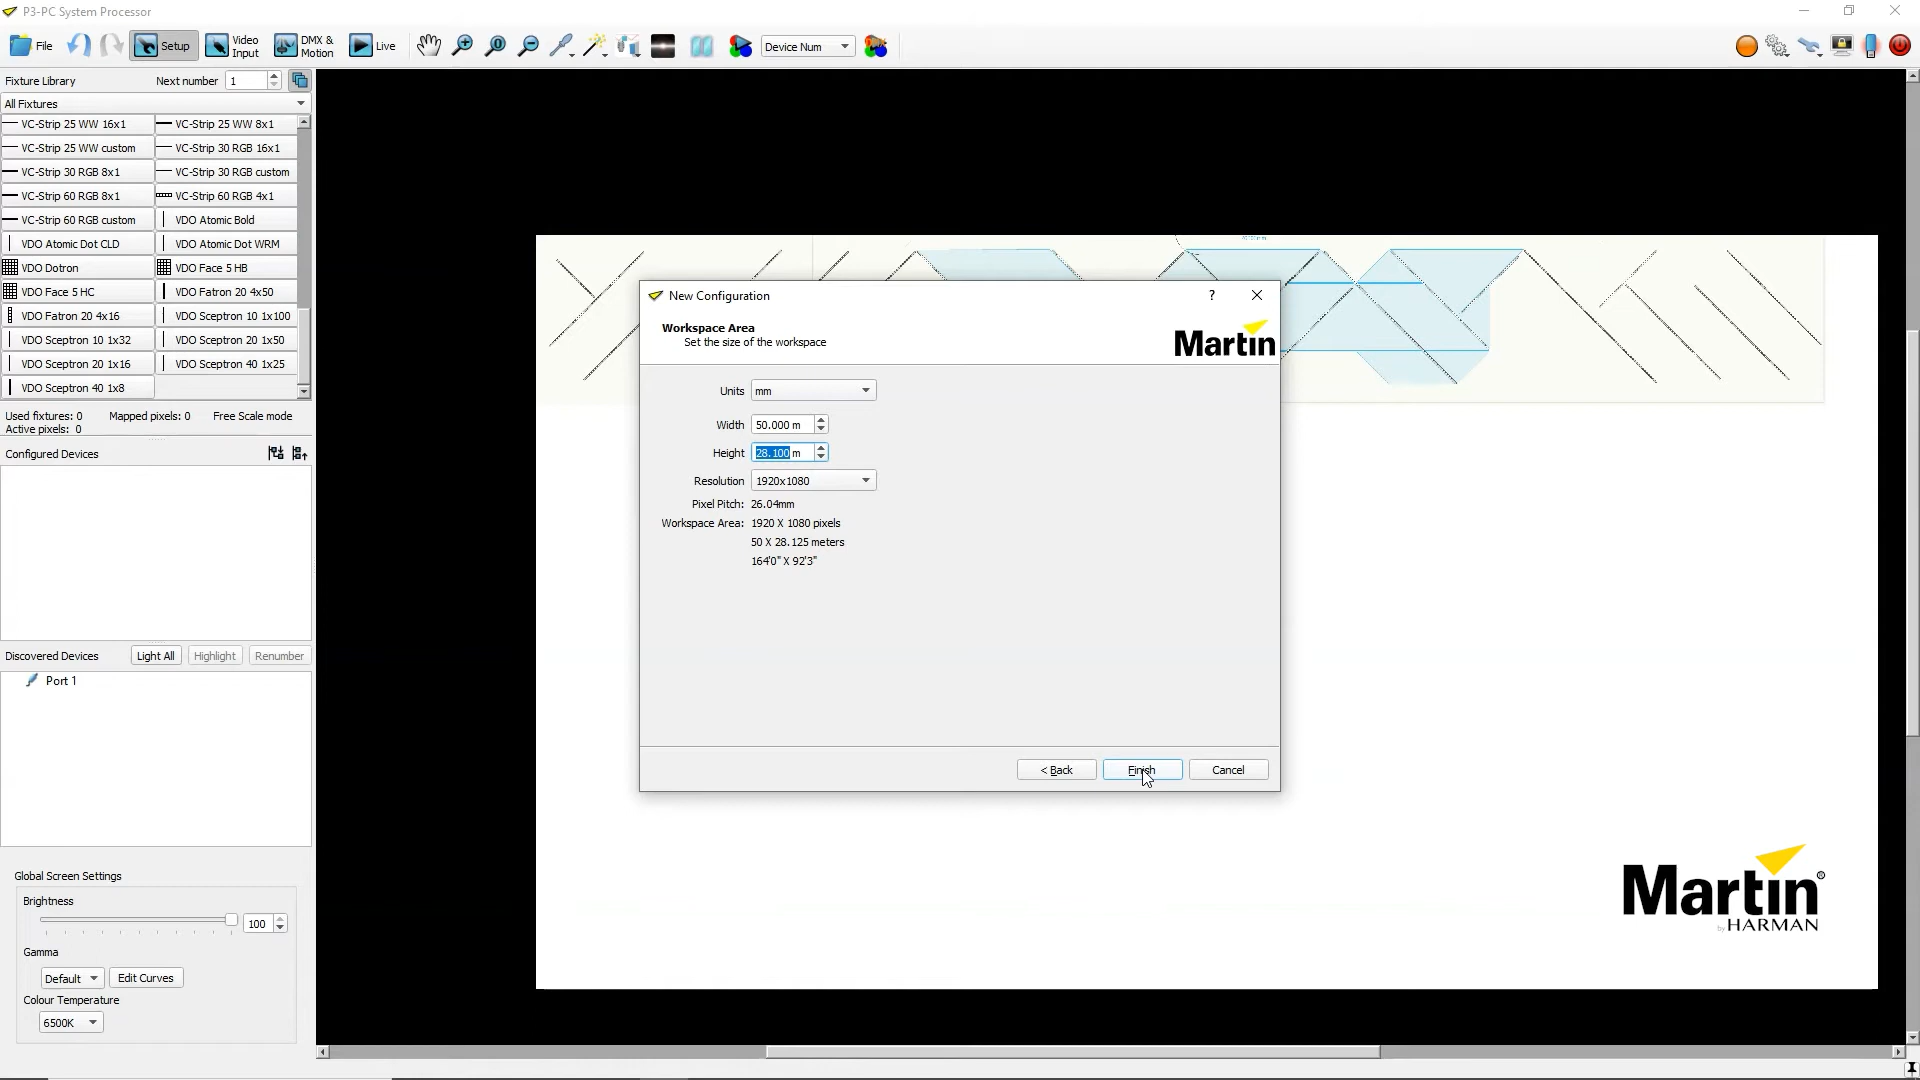 P3-PC System Processor
File
Setup
Video Input
DMX & Motion
Live
Device Num
Fixture Library
Next number 1
All Fixtures
VC-Strip 25 WW 16x1
VC-Strip 25 WW 8x1
VC-Strip 25 WW custom
VC-Strip 30 RGB 16x1
VC-Strip 30 RGB 8x1
VC-Strip 30 RGB custom
VC-Strip 60 RGB 8x1
VC-Strip 60 RGB 4x1
VC-Strip 60 RGB custom
VDO Atomic Bold
VDO Atomic Dot CLD
VDO Atomic Dot WRM
VDO Dotron
VDO Face 5 HB
VDO Face 5 HC
VDO Fatron 20 4x50
VDO Fatron 20 4x16
VDO Sceptron 10 1x100
VDO Sceptron 10 1x32
VDO Sceptron 20 1x50
VDO Sceptron 20 1x16
VDO Sceptron 40 1x25
VDO Sceptron 40 1x8
Used fixtures: 0
Mapped pixels: 0
Free Scale mode
Active pixels: 0
Configured Devices
Discovered Devices
Light All
Highlight
Renumber
Port 1
Global Screen Settings
Brightness
100
Gamma
Default
Edit Curves
Colour Temperature
6500K
New Configuration
?
Workspace Area
Set the size of the workspace
Martin
Units mm
Width 50.000 m
Height 28.100 m
Resolution 1920x1080
Pixel Pitch: 26.04mm
Workspace Area: 1920 X 1080 pixels
50 X 28.125 meters
164'0" X 92'3"
< Back
Finish
Cancel
Martin®
by HARMAN